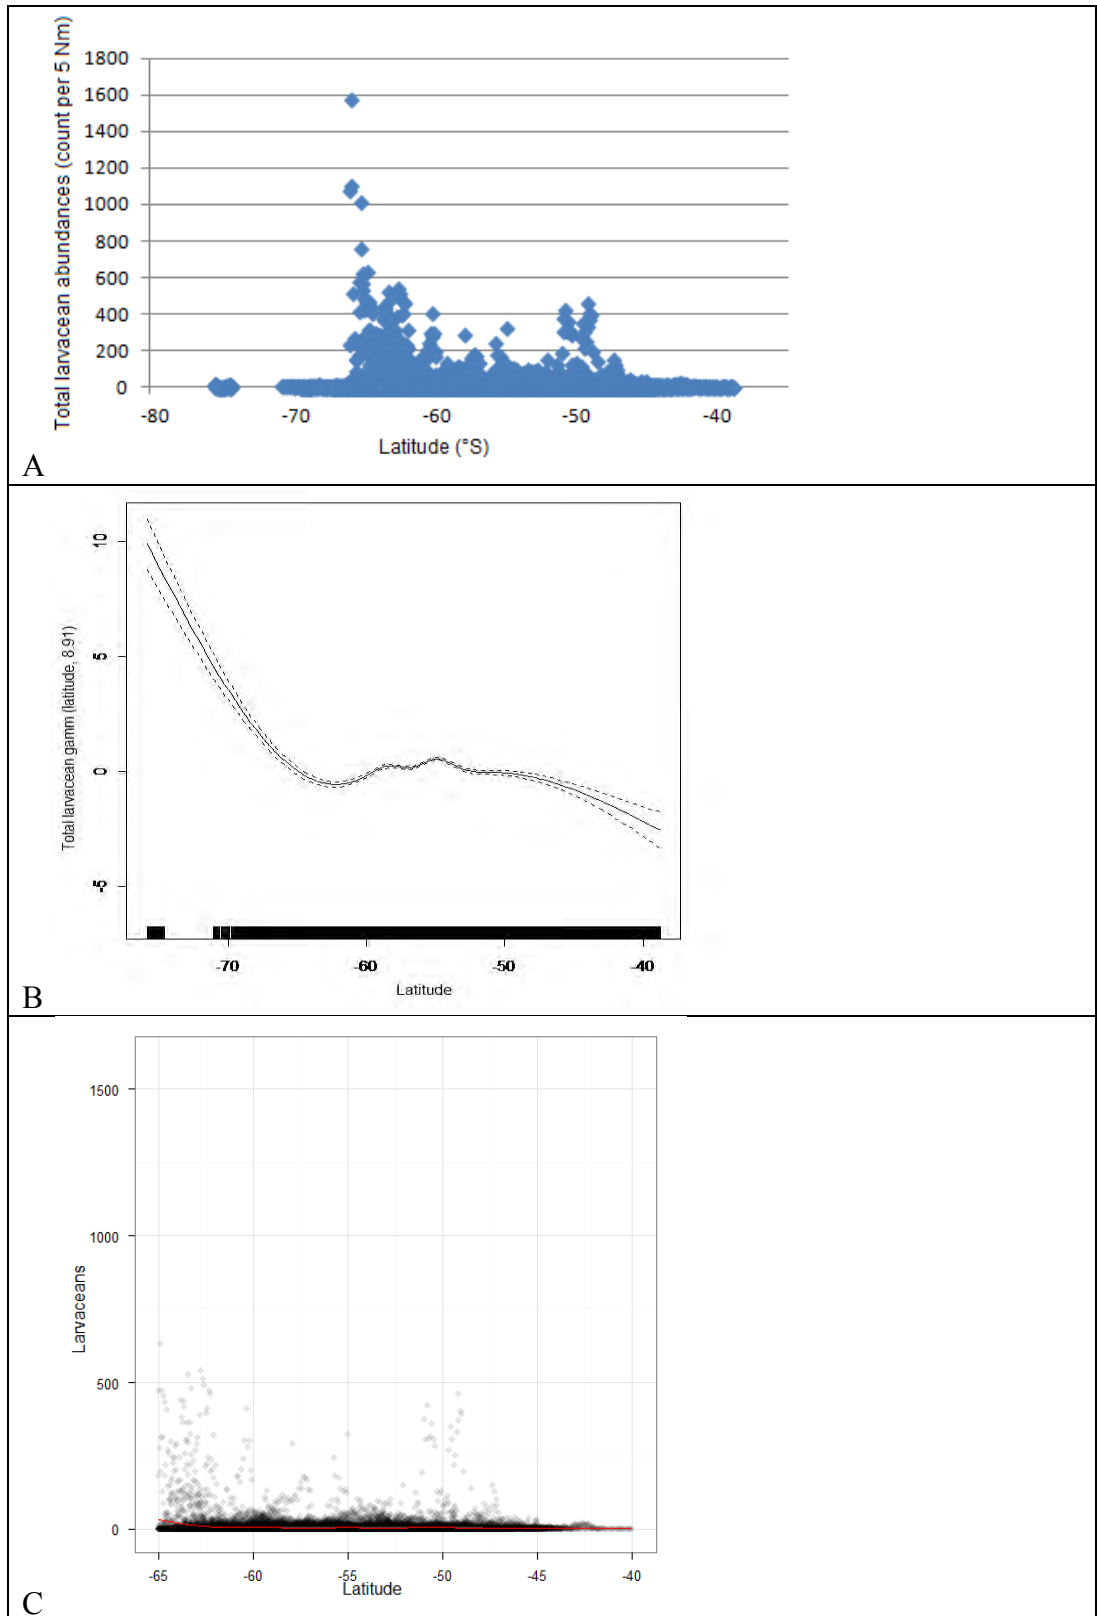 Total larvacean abundances (count per 5 Nm)
1800
1600
1400
1200
1000
800
600
400
200
0
-80 -70 -60 -50 -40
Latitude (°S)
A
Total larvacean gamm (latitude, 8.91)
10
5
0
-5
-70 -60 -50 -40
Latitude
B
Larvaceans
1500
1000
500
0
-65 -60 -55 -50 -45 -40
Latitude
C